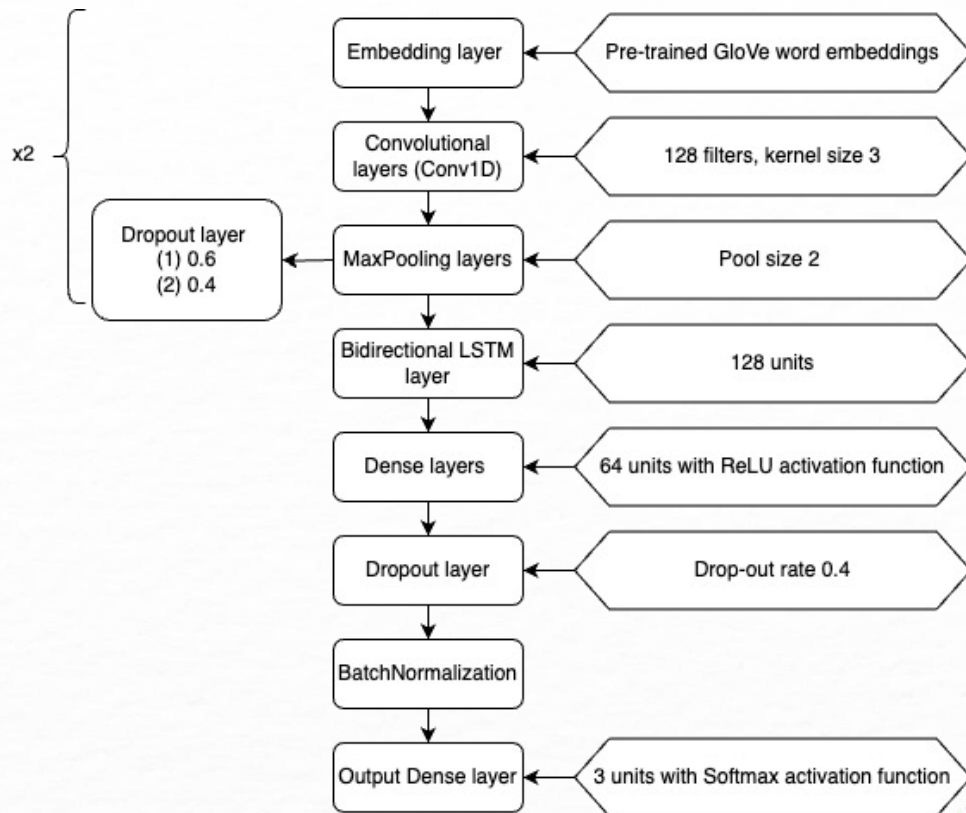 Embedding layer
Pre-trained GloVe word embeddings
x2
Convolutional
layers (Conv1D)
128 filters, kernel size 3
Dropout layer
(1) 0.6
(2) 0.4
MaxPooling layers
Pool size 2
Bidirectional LSTM
layer
128 units
Dense layers
64 units with ReLU activation function
Dropout layer
Drop-out rate 0.4
BatchNormalization
Output Dense layer
3 units with Softmax activation function